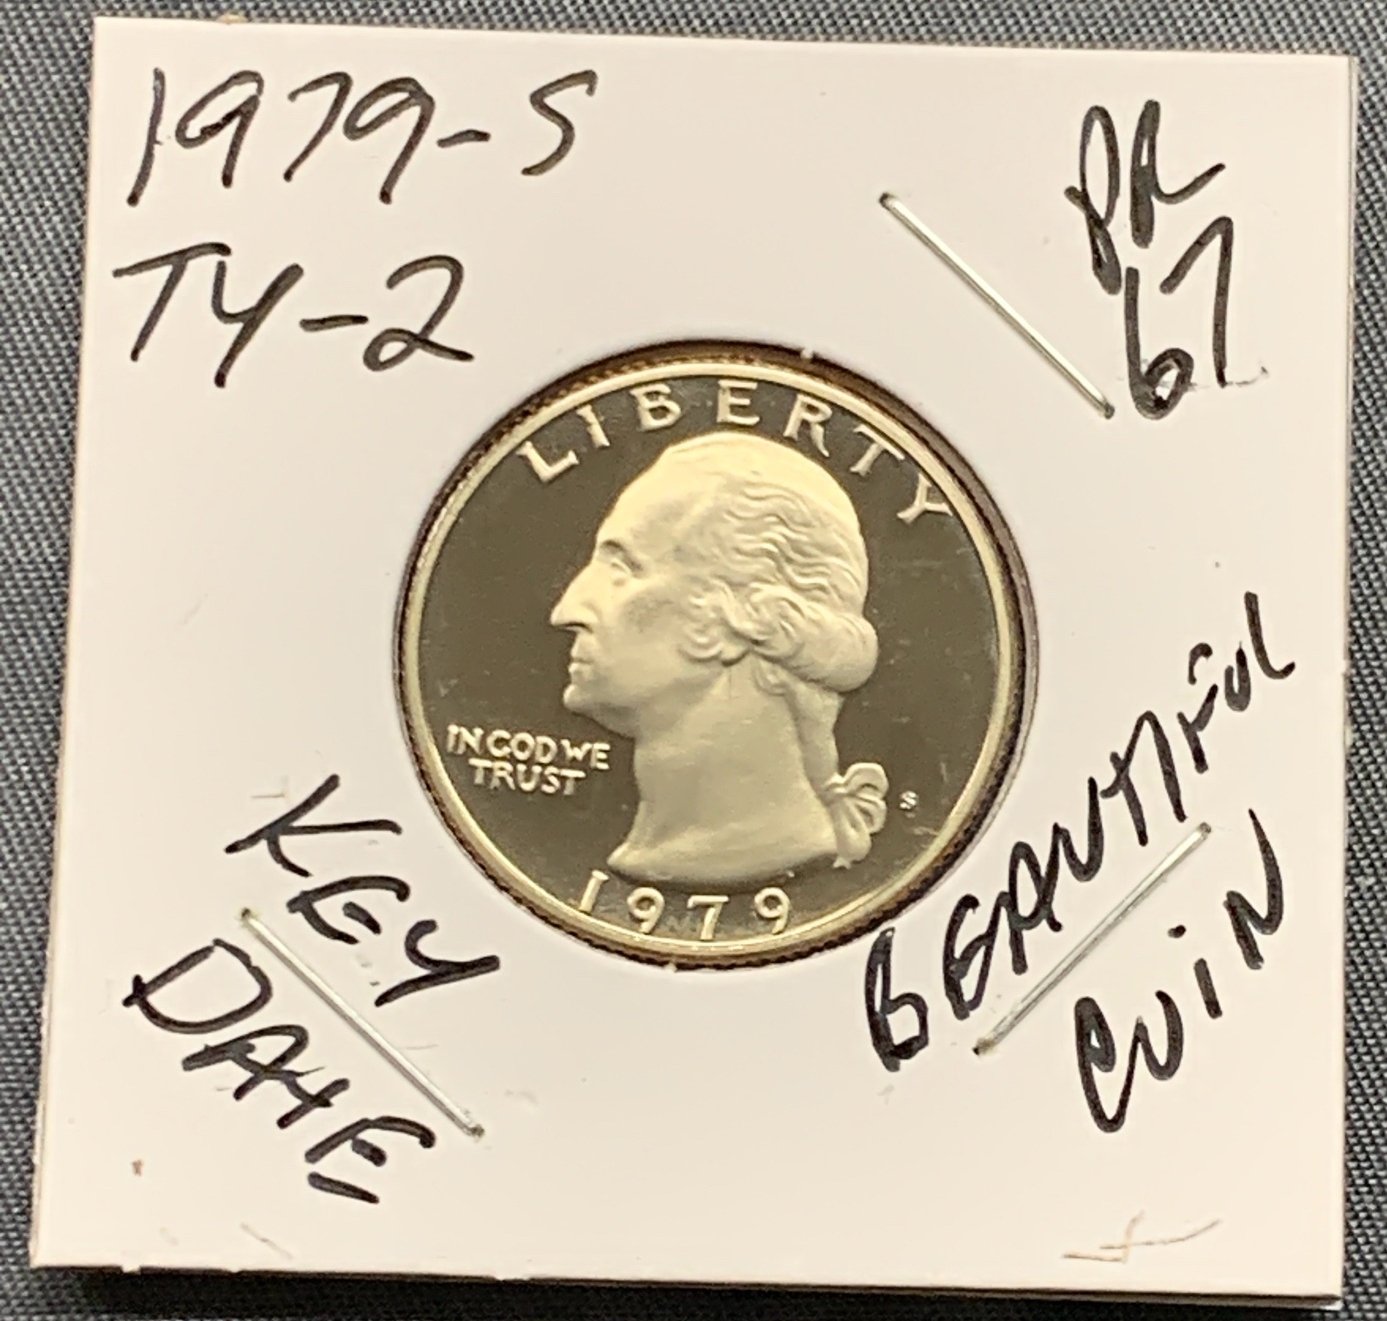 1979-S
TY-2
PR
67
LIBERTY
IN GOD WE
TRUST
S
1979
KEY
DATE
BEAUTIFUL
COIN